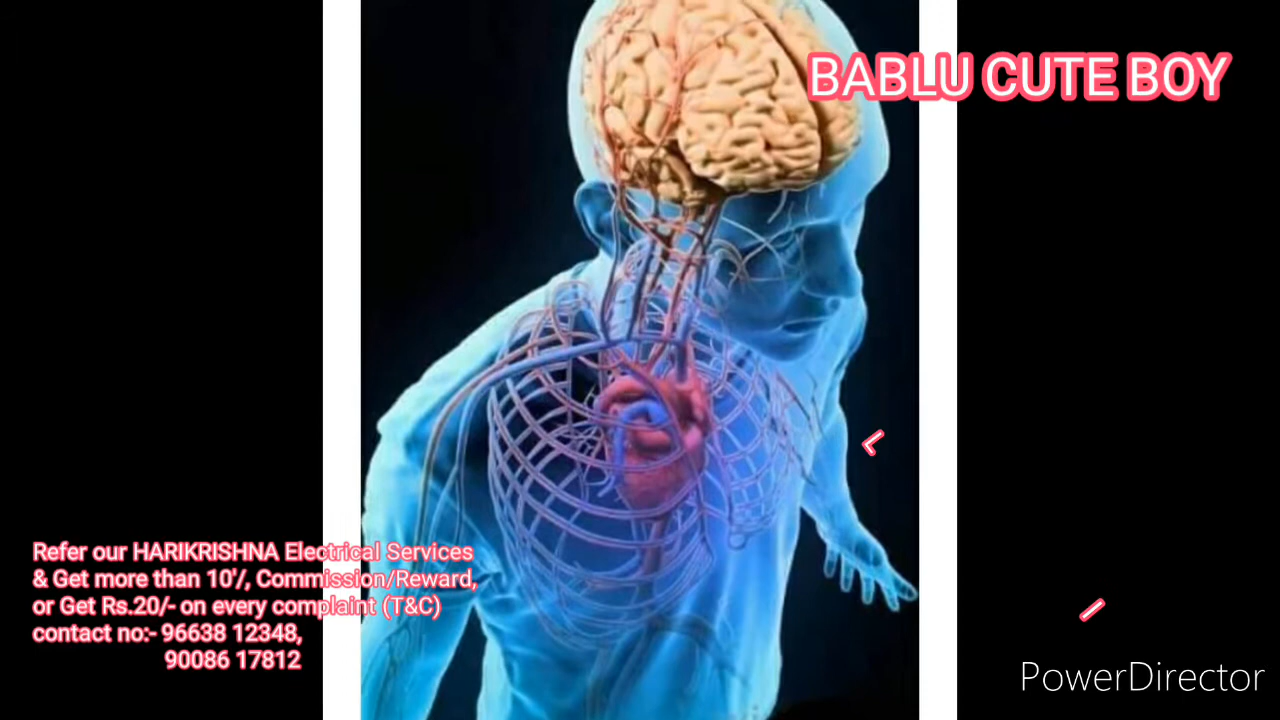 BABLU CUTE BOY
Refer our HARIKRISHNA Electrical Services
& Get more than 10'/, Commission/Reward,
or Get Rs.20/- on every complaint (T&C)
contact no:- 96638 12348,
90086 17812
PowerDirector